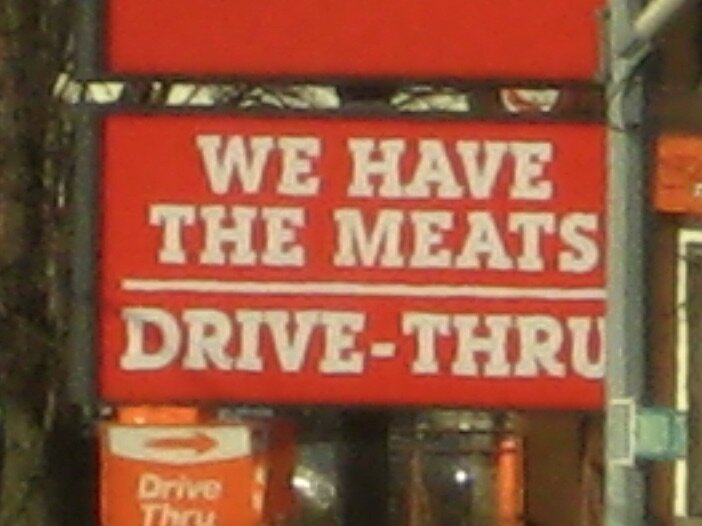 WE HAVE
THE MEATS
DRIVE-THRU
Drive
Thru